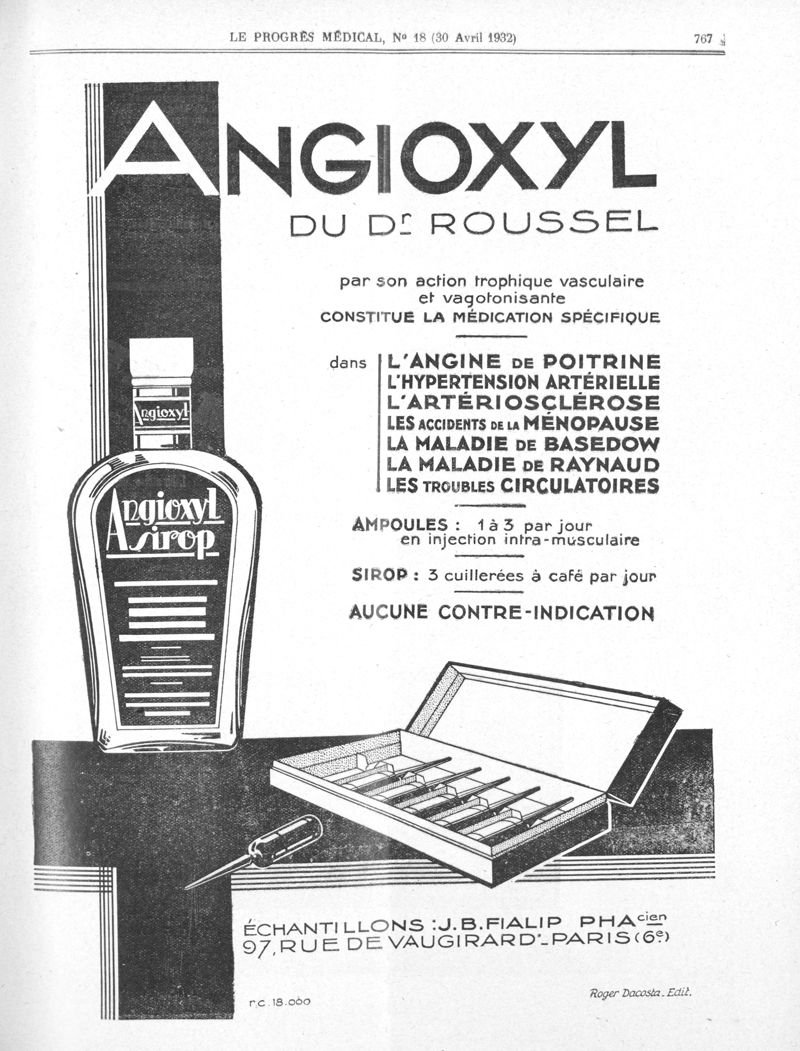 LE PROGRÈS MÉDICAL, Nº 18 (30 Avril 1932) 767
ANGIOXYL
DU Dr ROUSSEL
par son action trophique vasculaire
et vagotonisante
CONSTITUE LA MÉDICATION SPÉCIFIQUE
dans
L'ANGINE DE POITRINE
L'HYPERTENSION ARTÉRIELLE
L'ARTÉRIOSCLÉROSE
LES ACCIDENTS DE LA MÉNOPAUSE
LA MALADIE DE BASEDOW
LA MALADIE DE RAYNAUD
LES TROUBLES CIRCULATOIRES
AMPOULES : 1 à 3 par jour
en injection intra-musculaire
SIROP : 3 cuillerées à café par jour
AUCUNE CONTRE-INDICATION
Angioxyl
Angioxyl
sirop
ÉCHANTILLONS : J.B. FIALIP PHAcien
97, RUE DE VAUGIRARD - PARIS (6e)
r.c. 18.060
Roger Dacosta. Edit.